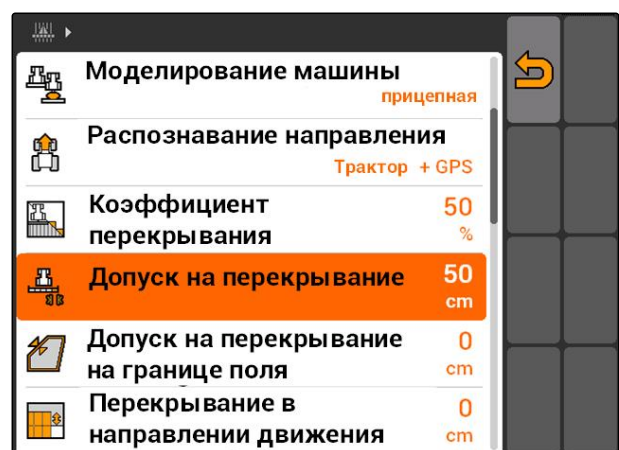 Моделирование машины
прицепная
Распознавание направления
Трактор + GPS
Коэффициент 50
перекрывания %
Допуск на перекрывание 50
cm
Допуск на перекрывание 0
на границе поля cm
Перекрывание в 0
направлении движения cm